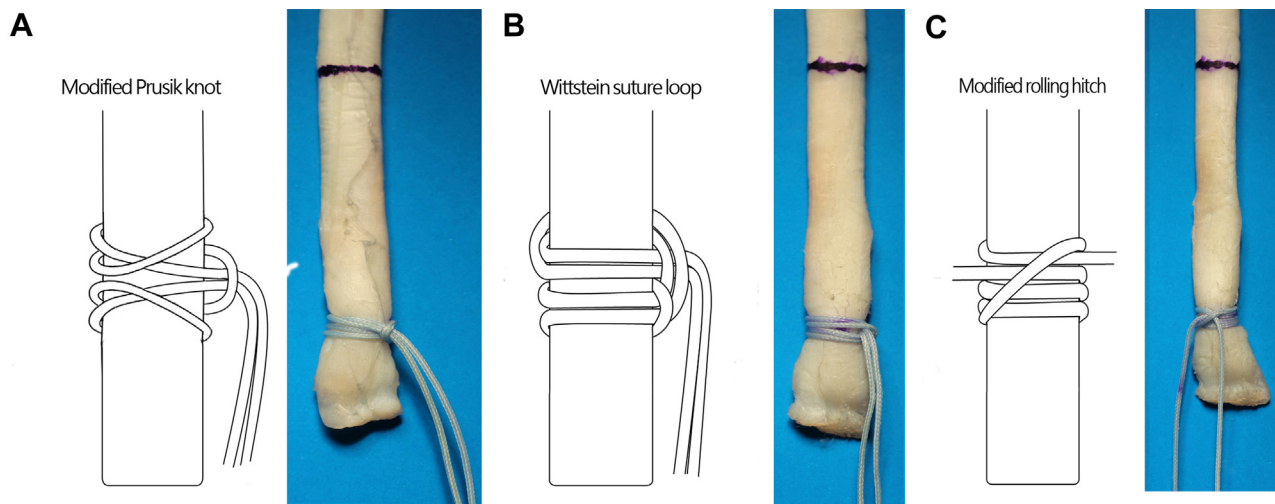 A
Modified Prusik knot
B
Wittstein suture loop
C
Modified rolling hitch